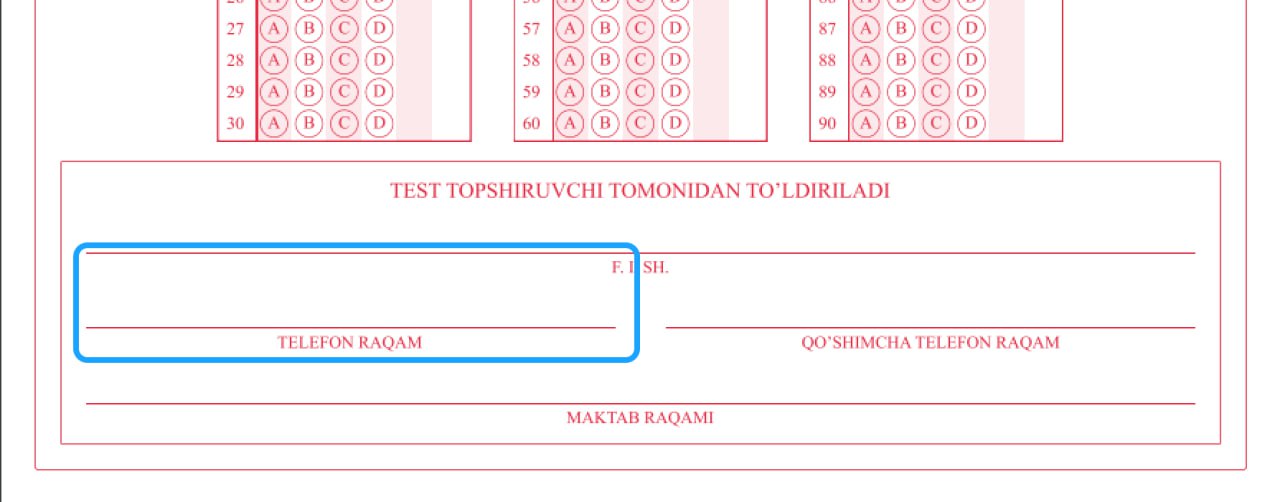 27 A B C D 57 A B C D 87 A B C D
28 A B C D 58 A B C D 88 A B C D
29 A B C D 59 A B C D 89 A B C D
30 A B C D 60 A B C D 90 A B C D
TEST TOPSHIRUVCHI TOMONIDAN TO’LDIRILADI
F. I. SH.
TELEFON RAQAM QO’SHIMCHA TELEFON RAQAM
MAKTAB RAQAMI